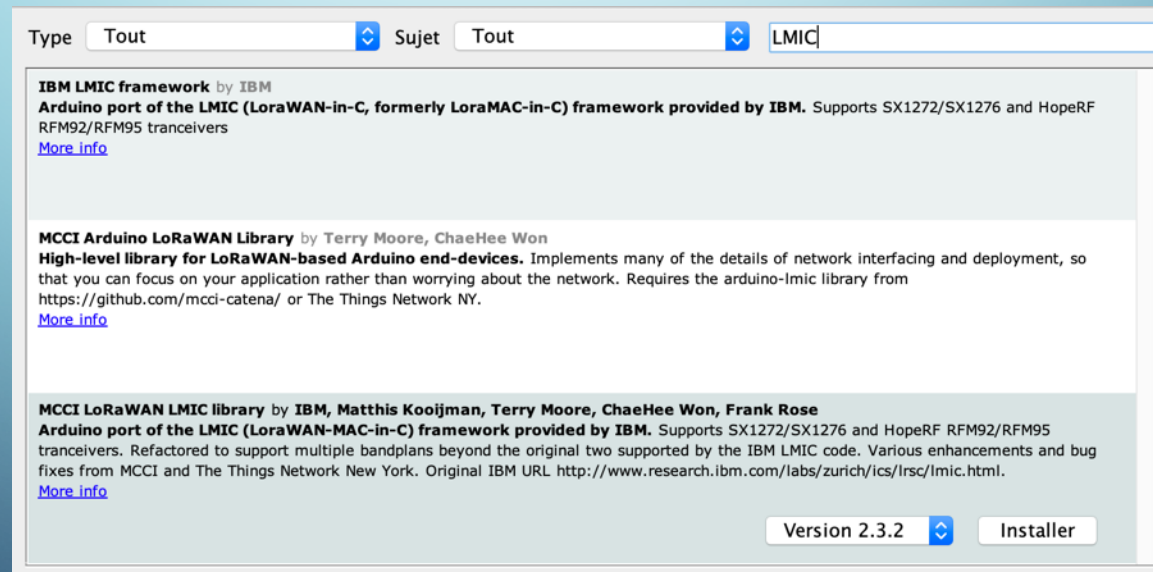 Type Tout Sujet Tout LMIC
IBM LMIC framework by IBM
Arduino port of the LMIC (LoraWAN-in-C, formerly LoraMAC-in-C) framework provided by IBM. Supports SX1272/SX1276 and HopeRF
RFM92/RFM95 tranceivers
More info
MCCI Arduino LoRaWAN Library by Terry Moore, ChaeHee Won
High-level library for LoRaWAN-based Arduino end-devices. Implements many of the details of network interfacing and deployment, so
that you can focus on your application rather than worrying about the network. Requires the arduino-lmic library from
https://github.com/mcci-catena/ or The Things Network NY.
More info
MCCI LoRaWAN LMIC library by IBM, Matthis Kooijman, Terry Moore, ChaeHee Won, Frank Rose
Arduino port of the LMIC (LoraWAN-MAC-in-C) framework provided by IBM. Supports SX1272/SX1276 and HopeRF RFM92/RFM95
tranceivers. Refactored to support multiple bandplans beyond the original two supported by the IBM LMIC code. Various enhancements and bug
fixes from MCCI and The Things Network New York. Original IBM URL http://www.research.ibm.com/labs/zurich/ics/lrsc/lmic.html.
More info
Version 2.3.2 Installer